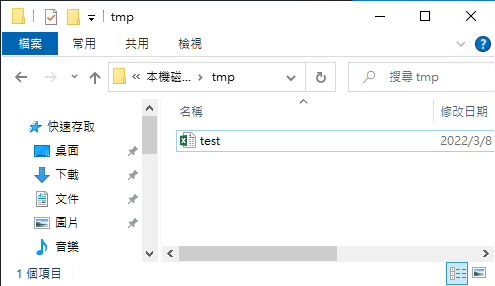 tmp
檔案 常用 共用 檢視
« 本機磁... › tmp
搜尋 tmp
名稱 修改日期
快速存取
test 2022/3/8
桌面
下載
文件
圖片
音樂
1 個項目